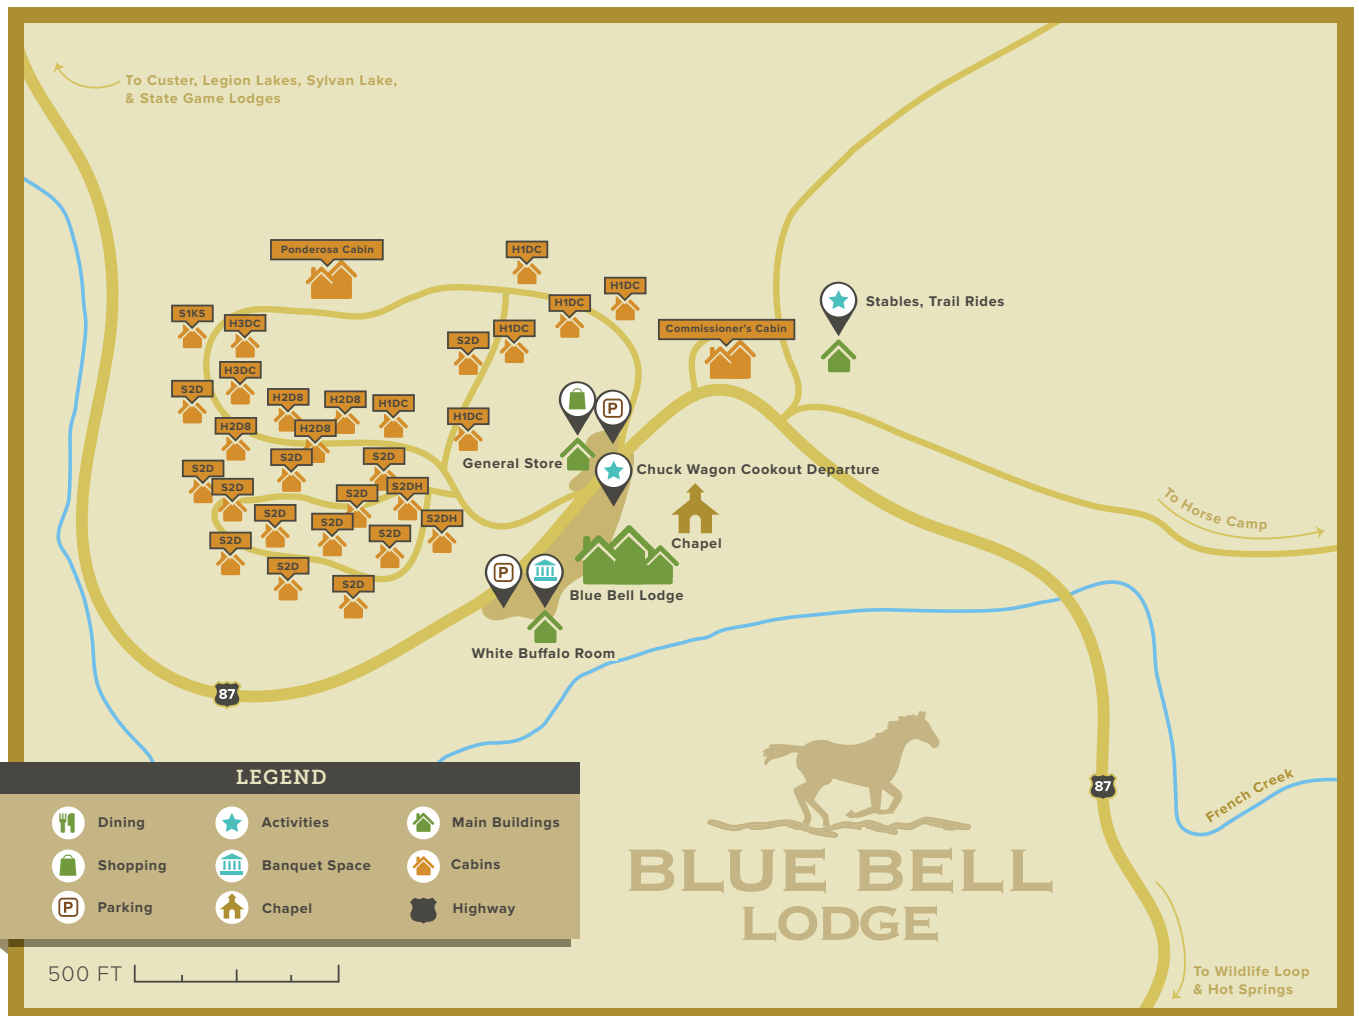 To Custer, Legion Lakes, Sylvan Lake,
& State Game Lodges
Ponderosa Cabin
H1DC
H1DC
H1DC
S1KS
H3DC
H1DC
S2D
Commissioner's Cabin
Stables, Trail Rides
H3DC
S2D
H2D8
H2D8
H1DC
H1DC
H2D8
H2D8
P
General Store
Chuck Wagon Cookout Departure
S2D
S2D
S2D
S2D
S2D
S2DH
S2D
S2D
S2DH
S2D
S2D
S2D
S2D
To Horse Camp
Chapel
P
Blue Bell Lodge
White Buffalo Room
87
87
French Creek
LEGEND
Dining
Activities
Main Buildings
Shopping
Banquet Space
Cabins
P
Parking
Chapel
Highway
BLUE BELL
LODGE
500 FT
To Wildlife Loop
& Hot Springs